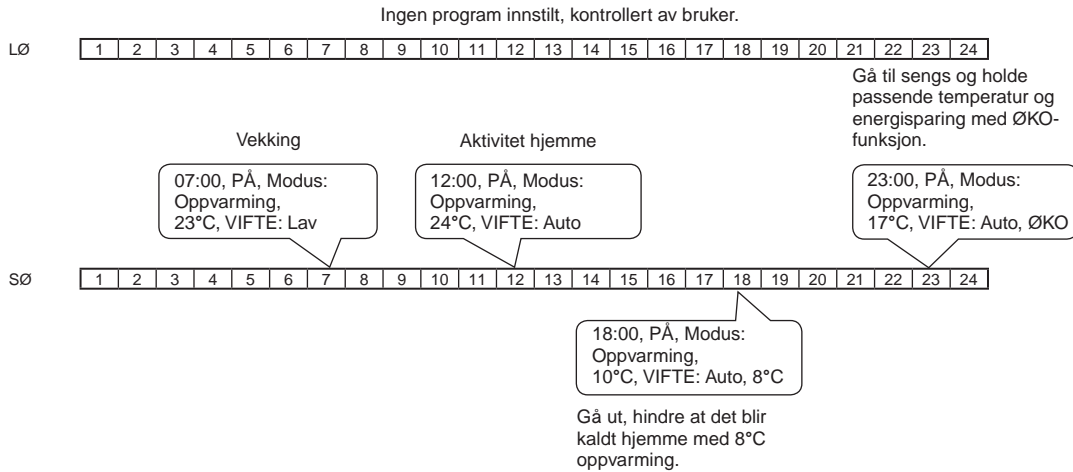 Ingen program innstilt, kontrollert av bruker.
LØ 1 2 3 4 5 6 7 8 9 10 11 12 13 14 15 16 17 18 19 20 21 22 23 24
Gå til sengs og holde
passende temperatur og
energisparing med ØKO-
funksjon.
Vekking
Aktivitet hjemme
07:00, PÅ, Modus:
Oppvarming,
23°C, VIFTE: Lav
12:00, PÅ, Modus:
Oppvarming,
24°C, VIFTE: Auto
23:00, PÅ, Modus:
Oppvarming,
17°C, VIFTE: Auto, ØKO
SØ 1 2 3 4 5 6 7 8 9 10 11 12 13 14 15 16 17 18 19 20 21 22 23 24
18:00, PÅ, Modus:
Oppvarming,
10°C, VIFTE: Auto, 8°C
Gå ut, hindre at det blir
kaldt hjemme med 8°C
oppvarming.